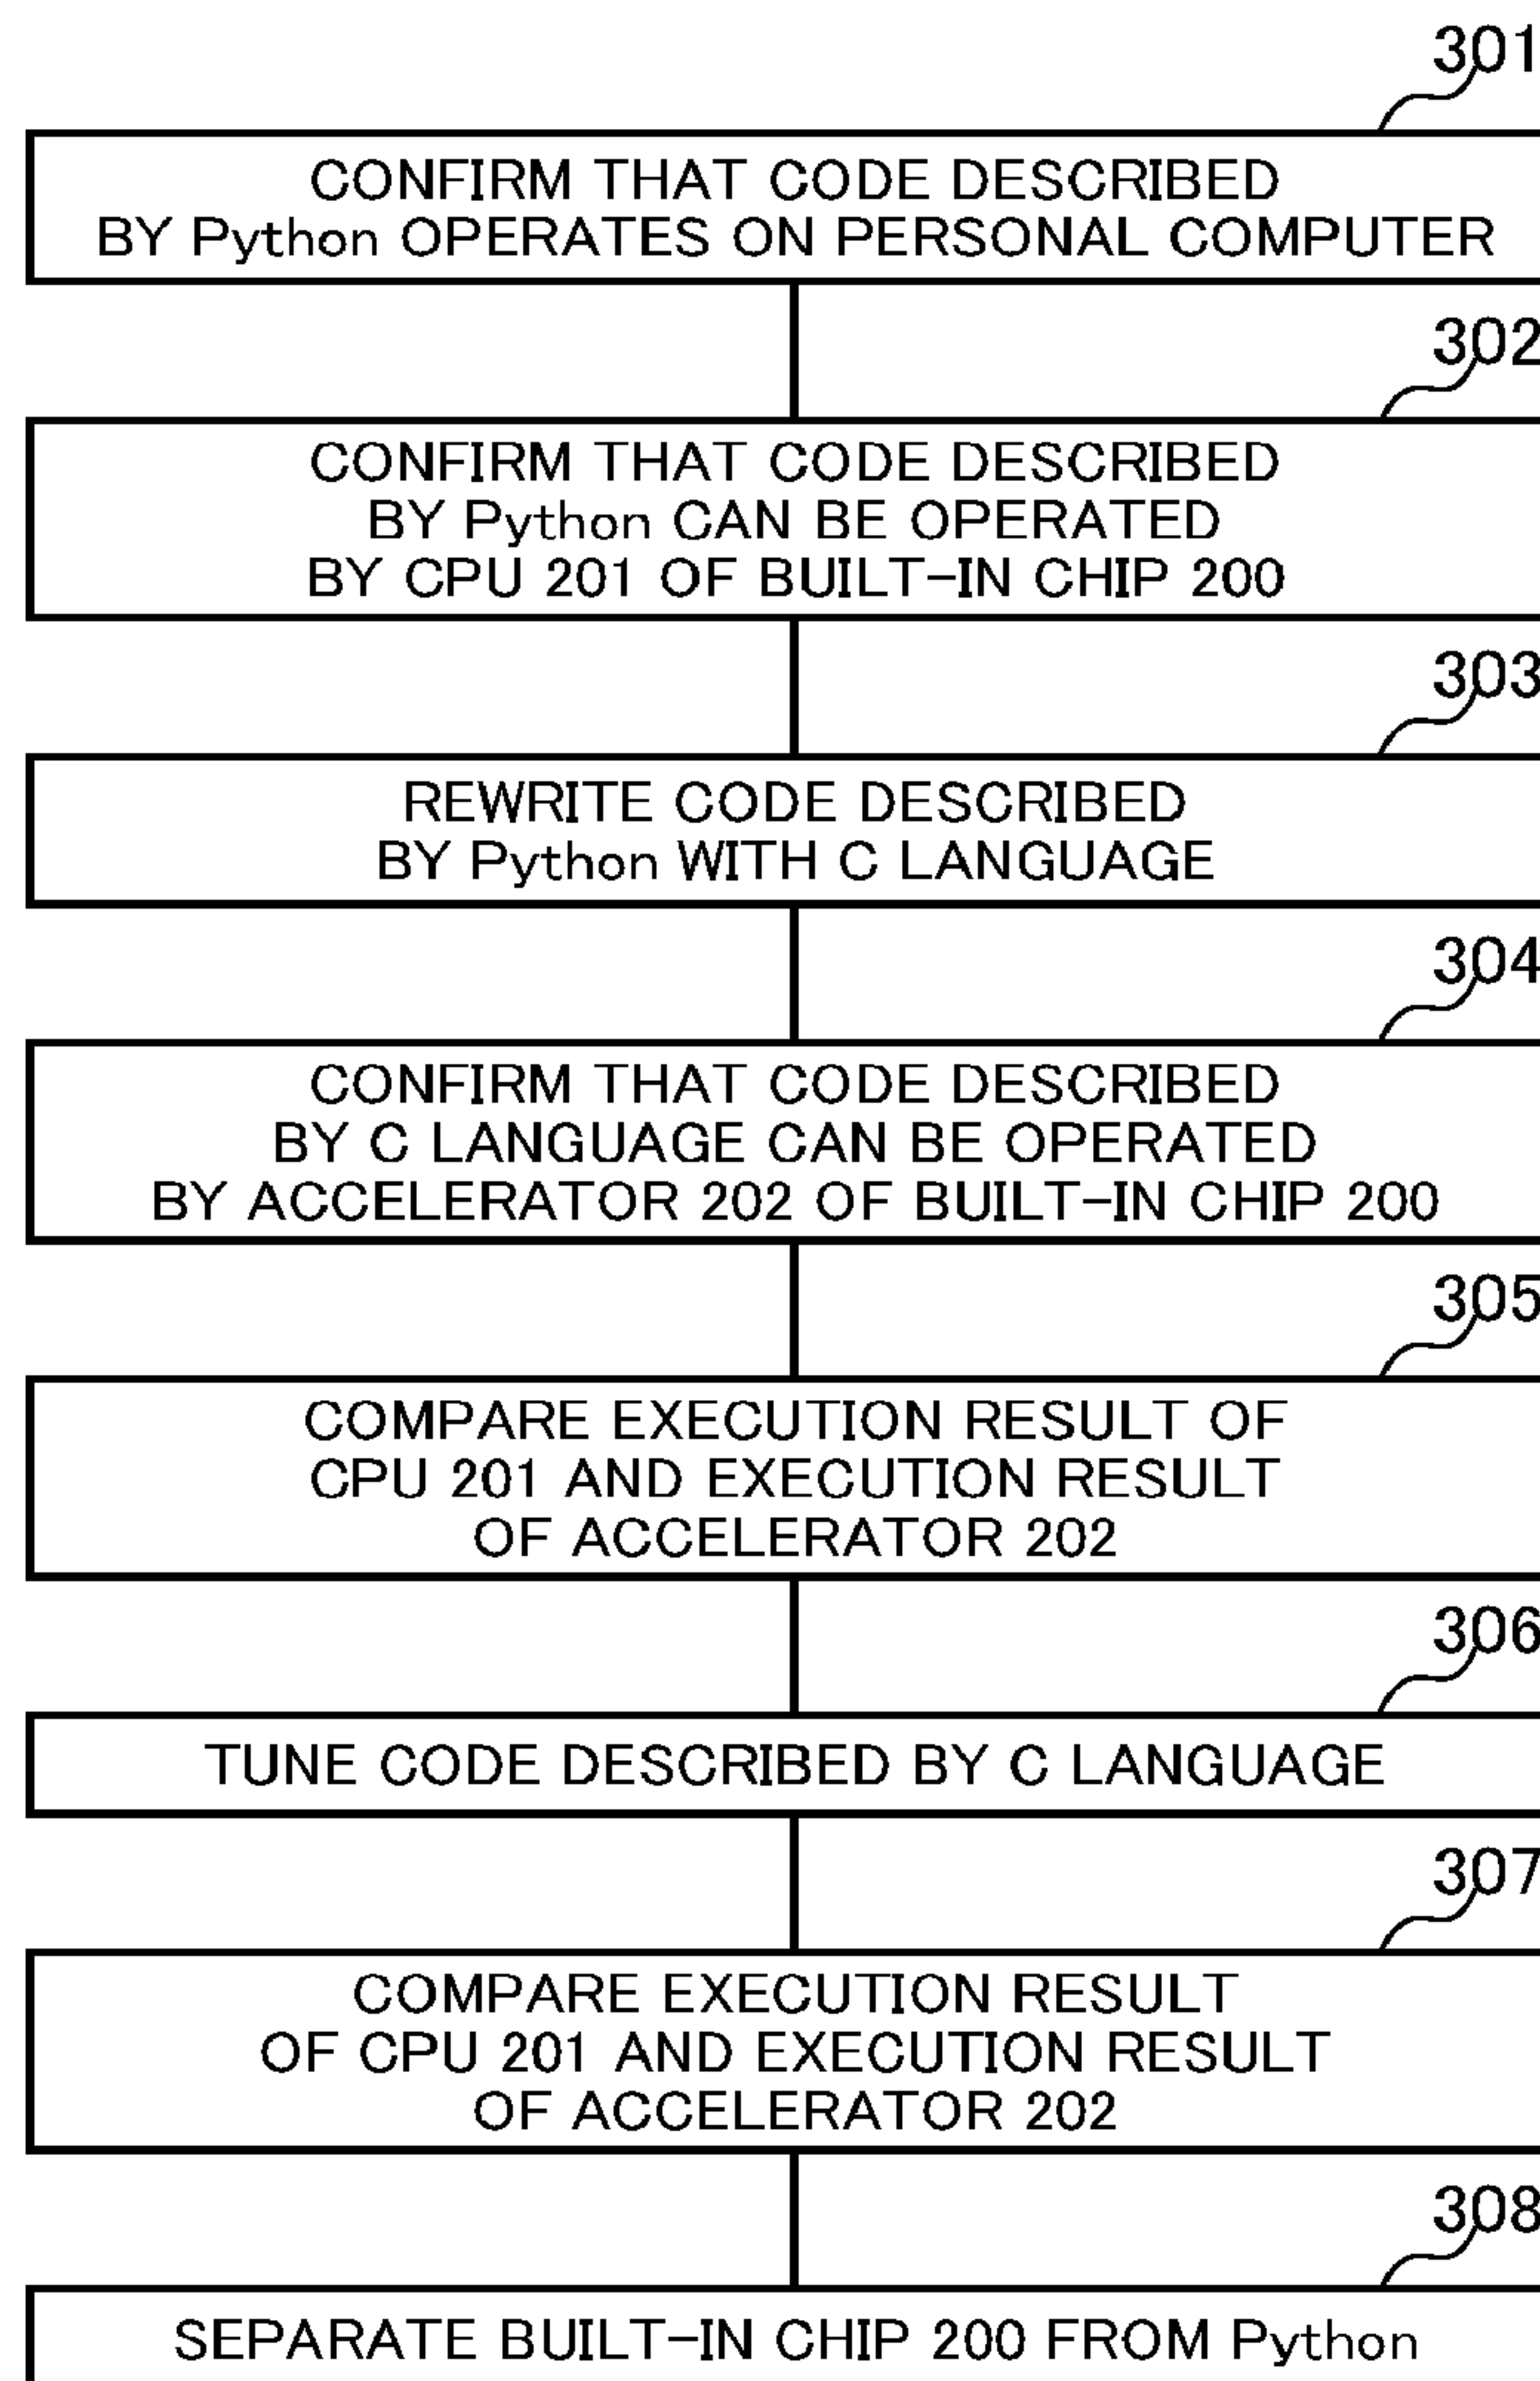 301
CONFIRM THAT CODE DESCRIBED
BY Python OPERATES ON PERSONAL COMPUTER
302
CONFIRM THAT CODE DESCRIBED
BY Python CAN BE OPERATED
BY CPU 201 OF BUILT-IN CHIP 200
303
REWRITE CODE DESCRIBED
BY Python WITH C LANGUAGE
304
CONFIRM THAT CODE DESCRIBED
BY C LANGUAGE CAN BE OPERATED
BY ACCELERATOR 202 OF BUILT-IN CHIP 200
305
COMPARE EXECUTION RESULT OF
CPU 201 AND EXECUTION RESULT
OF ACCELERATOR 202
306
TUNE CODE DESCRIBED BY C LANGUAGE
307
COMPARE EXECUTION RESULT
OF CPU 201 AND EXECUTION RESULT
OF ACCELERATOR 202
308
SEPARATE BUILT-IN CHIP 200 FROM Python